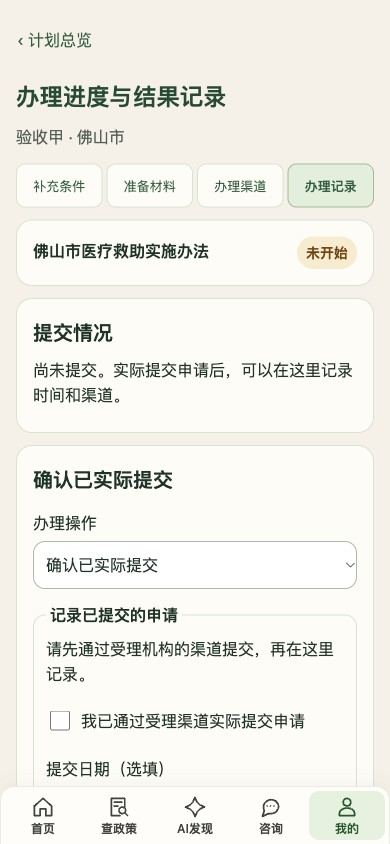 ‹ 计划总览
办理进度与结果记录
验收甲 · 佛山市
补充条件
准备材料
办理渠道
办理记录
佛山市医疗救助实施办法
未开始
提交情况
尚未提交。实际提交申请后，可以在这里记录
时间和渠道。
确认已实际提交
办理操作
确认已实际提交
记录已提交的申请
请先通过受理机构的渠道提交，再在这里
记录。
我已通过受理渠道实际提交申请
提交日期（选填）
首页
查政策
AI发现
咨询
我的